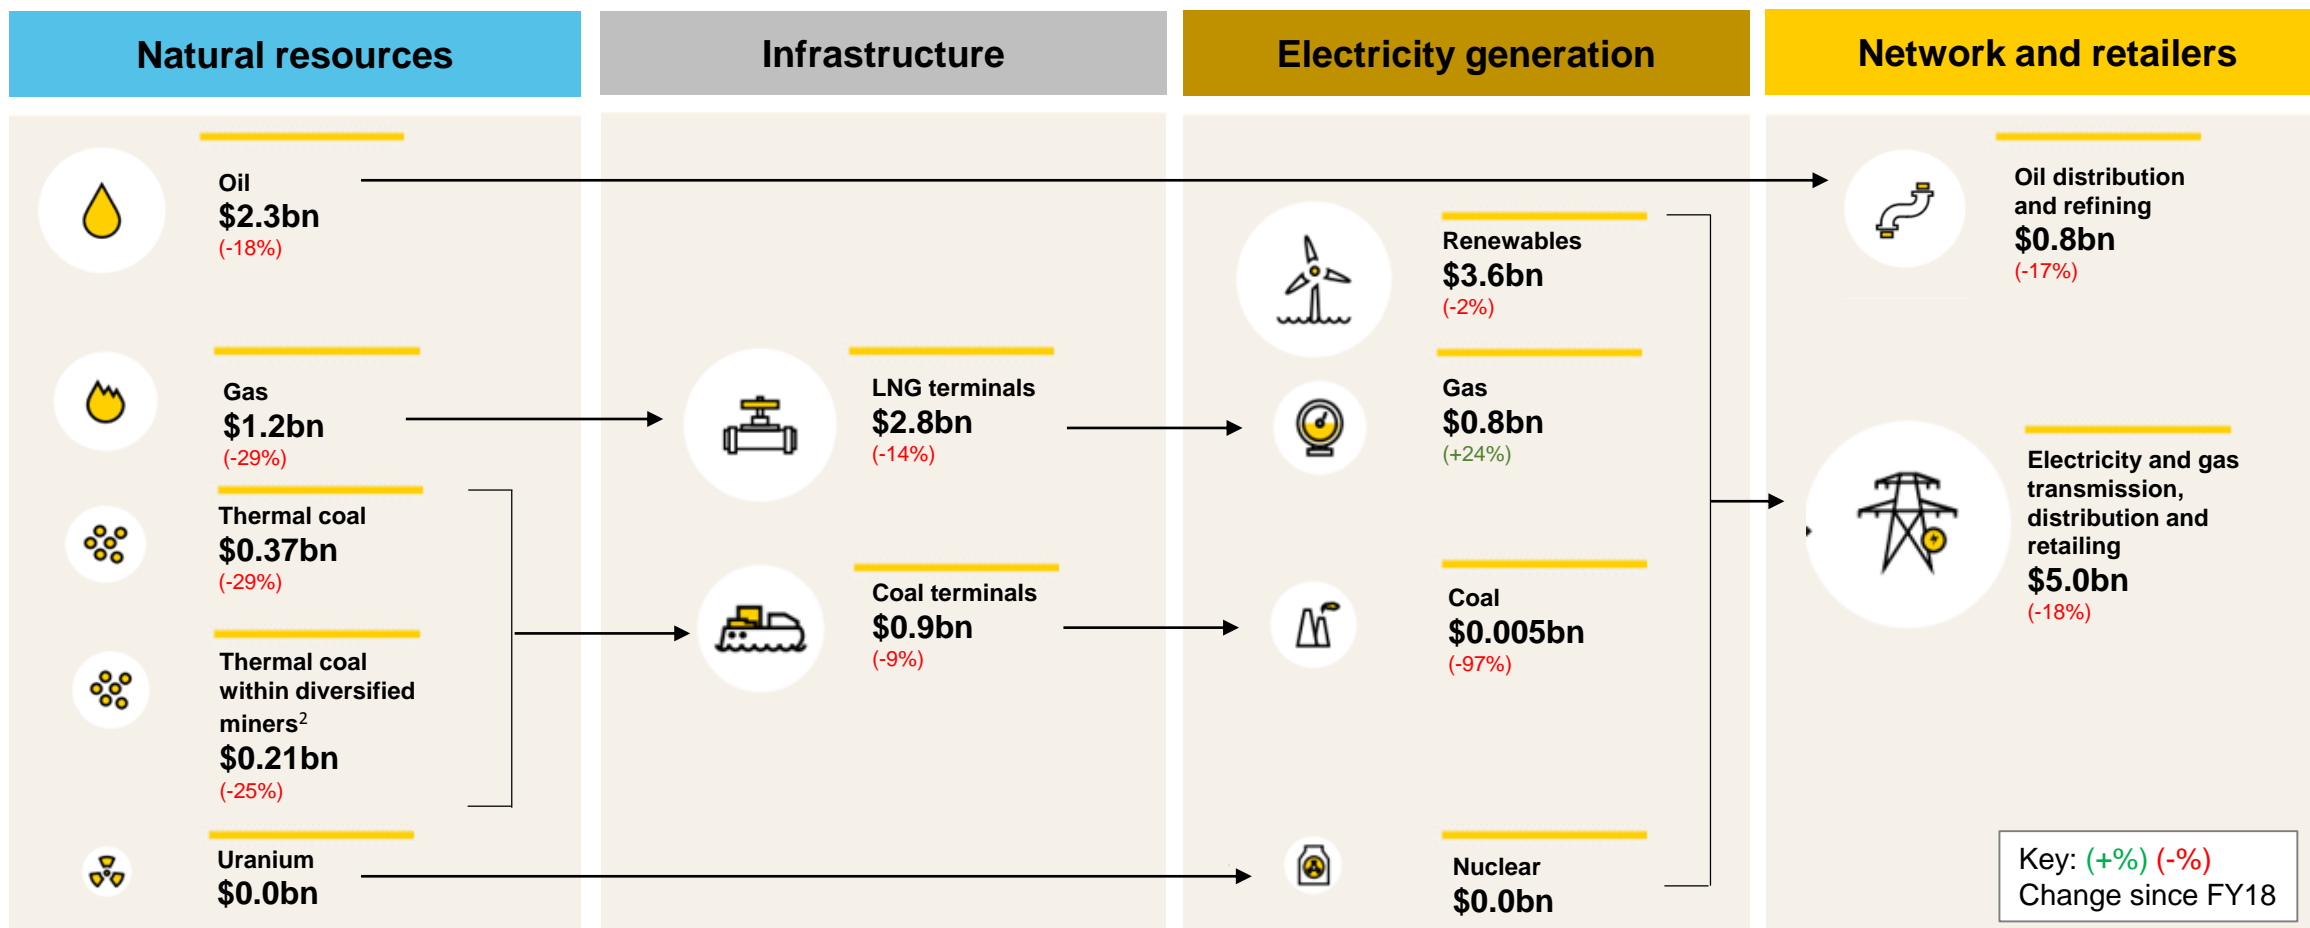 Natural resources
Infrastructure
Electricity generation
Network and retailers
Oil
$2.3bn
(-18%)
Gas
$1.2bn
(-29%)
Thermal coal
$0.37bn
(-29%)
Thermal coal
within diversified
miners2
$0.21bn
(-25%)
Uranium
$0.0bn
LNG terminals
$2.8bn
(-14%)
Coal terminals
$0.9bn
(-9%)
Renewables
$3.6bn
(-2%)
Gas
$0.8bn
(+24%)
Coal
$0.005bn
(-97%)
Nuclear
$0.0bn
Oil distribution
and refining
$0.8bn
(-17%)
Electricity and gas
transmission,
distribution and
retailing
$5.0bn
(-18%)
Key: (+%) (-%)
Change since FY18